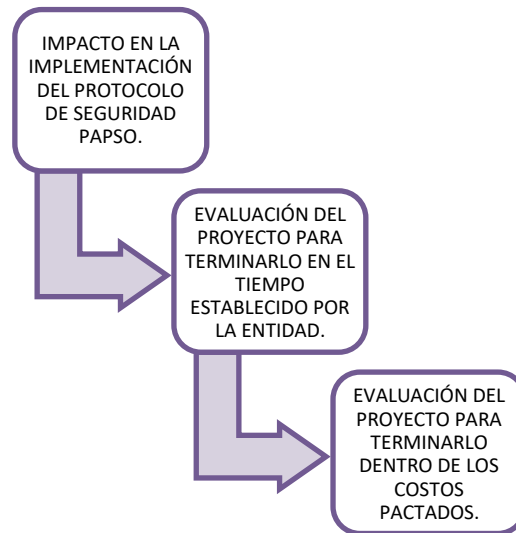 IMPACTO EN LA
IMPLEMENTACIÓN
DEL PROTOCOLO
DE SEGURIDAD
PAPSO.
EVALUACIÓN DEL
PROYECTO PARA
TERMINARLO EN EL
TIEMPO
ESTABLECIDO POR
LA ENTIDAD.
EVALUACIÓN DEL
PROYECTO PARA
TERMINARLO
DENTRO DE LOS
COSTOS
PACTADOS.